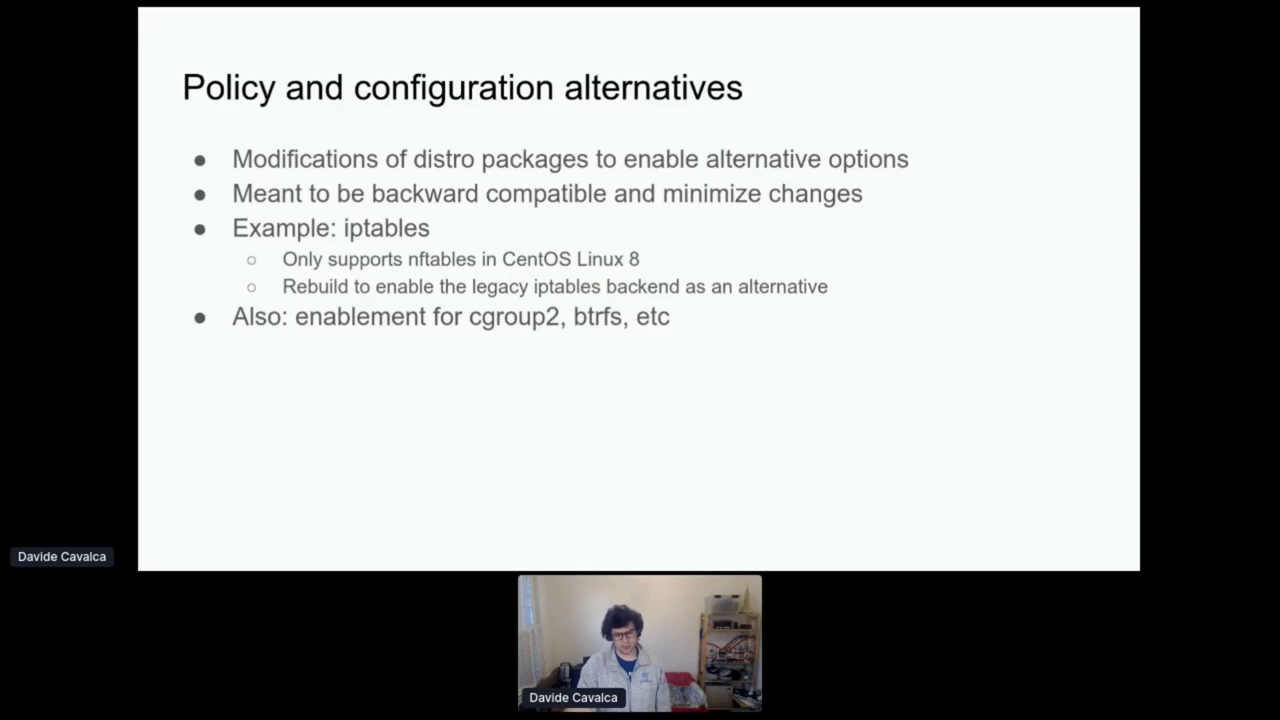 Policy and configuration alternatives
● Modifications of distro packages to enable alternative options
● Meant to be backward compatible and minimize changes
● Example: iptables
○ Only supports nftables in CentOS Linux 8
○ Rebuild to enable the legacy iptables backend as an alternative
● Also: enablement for cgroup2, btrfs, etc
Davide Cavalca
Davide Cavalca